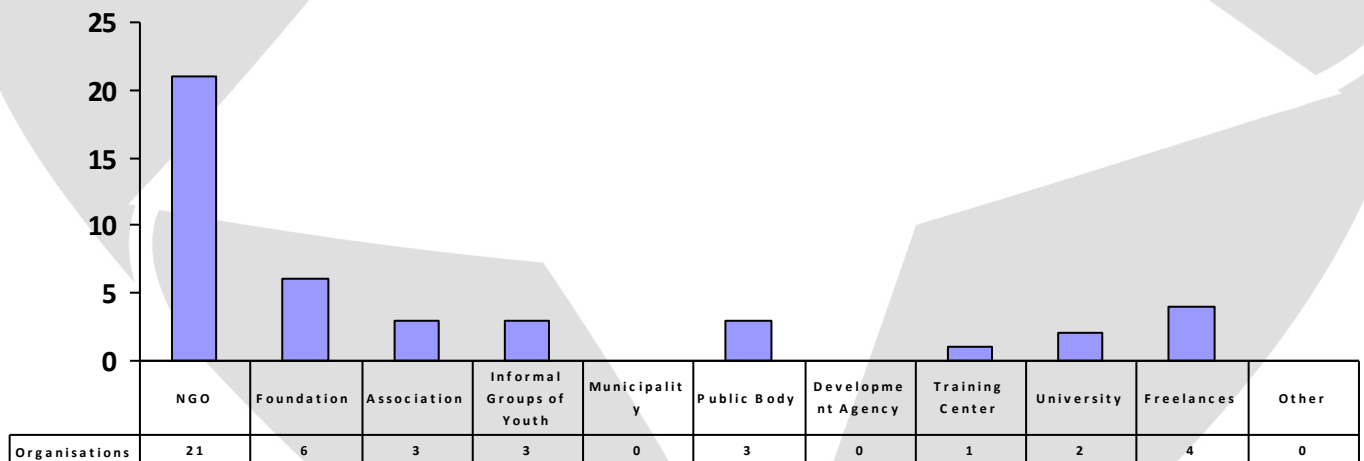 25
20
15
10
5
0
NGO
Foundation
Association
Informal
Groups of
Youth
Municipalit
y
Public Body
Developme
nt Agency
Training
Center
University
Freelances
Other
Organisations 21 6 3 3 0 3 0 1 2 4 0